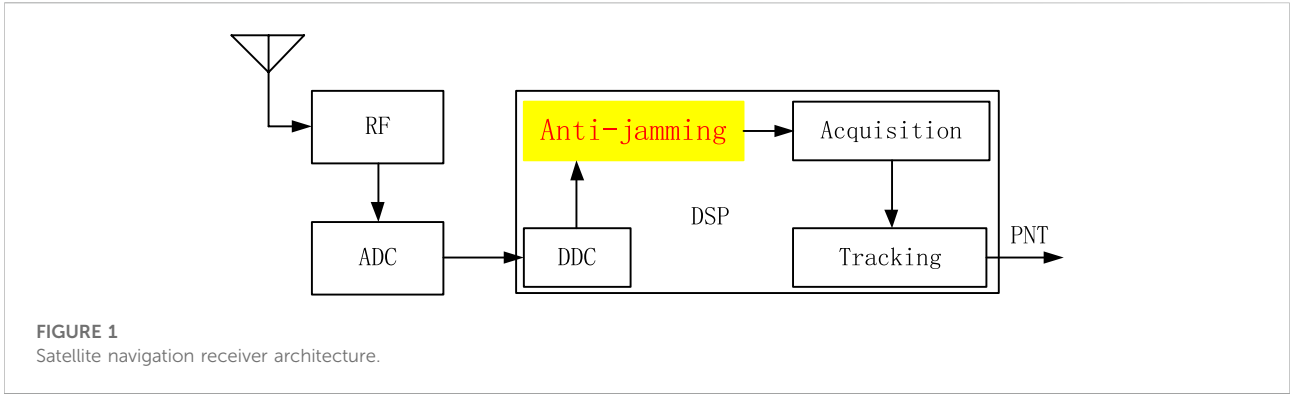 RF
ADC
DDC
Anti-jamming
DSP
Acquisition
Tracking
PNT
FIGURE 1
Satellite navigation receiver architecture.